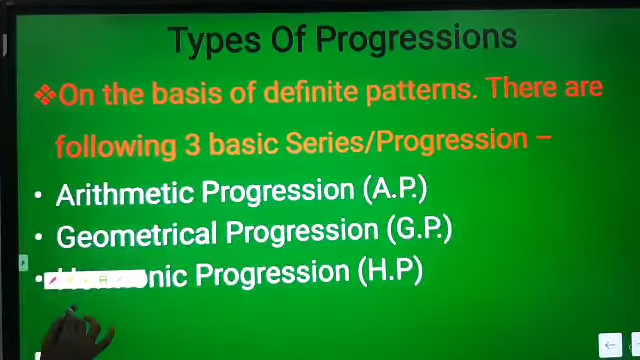 Types Of Progressions
On the basis of definite patterns. There are
following 3 basic Series/Progression –
• Arithmetic Progression (A.P.)
• Geometrical Progression (G.P.)
• Progression (H.P)